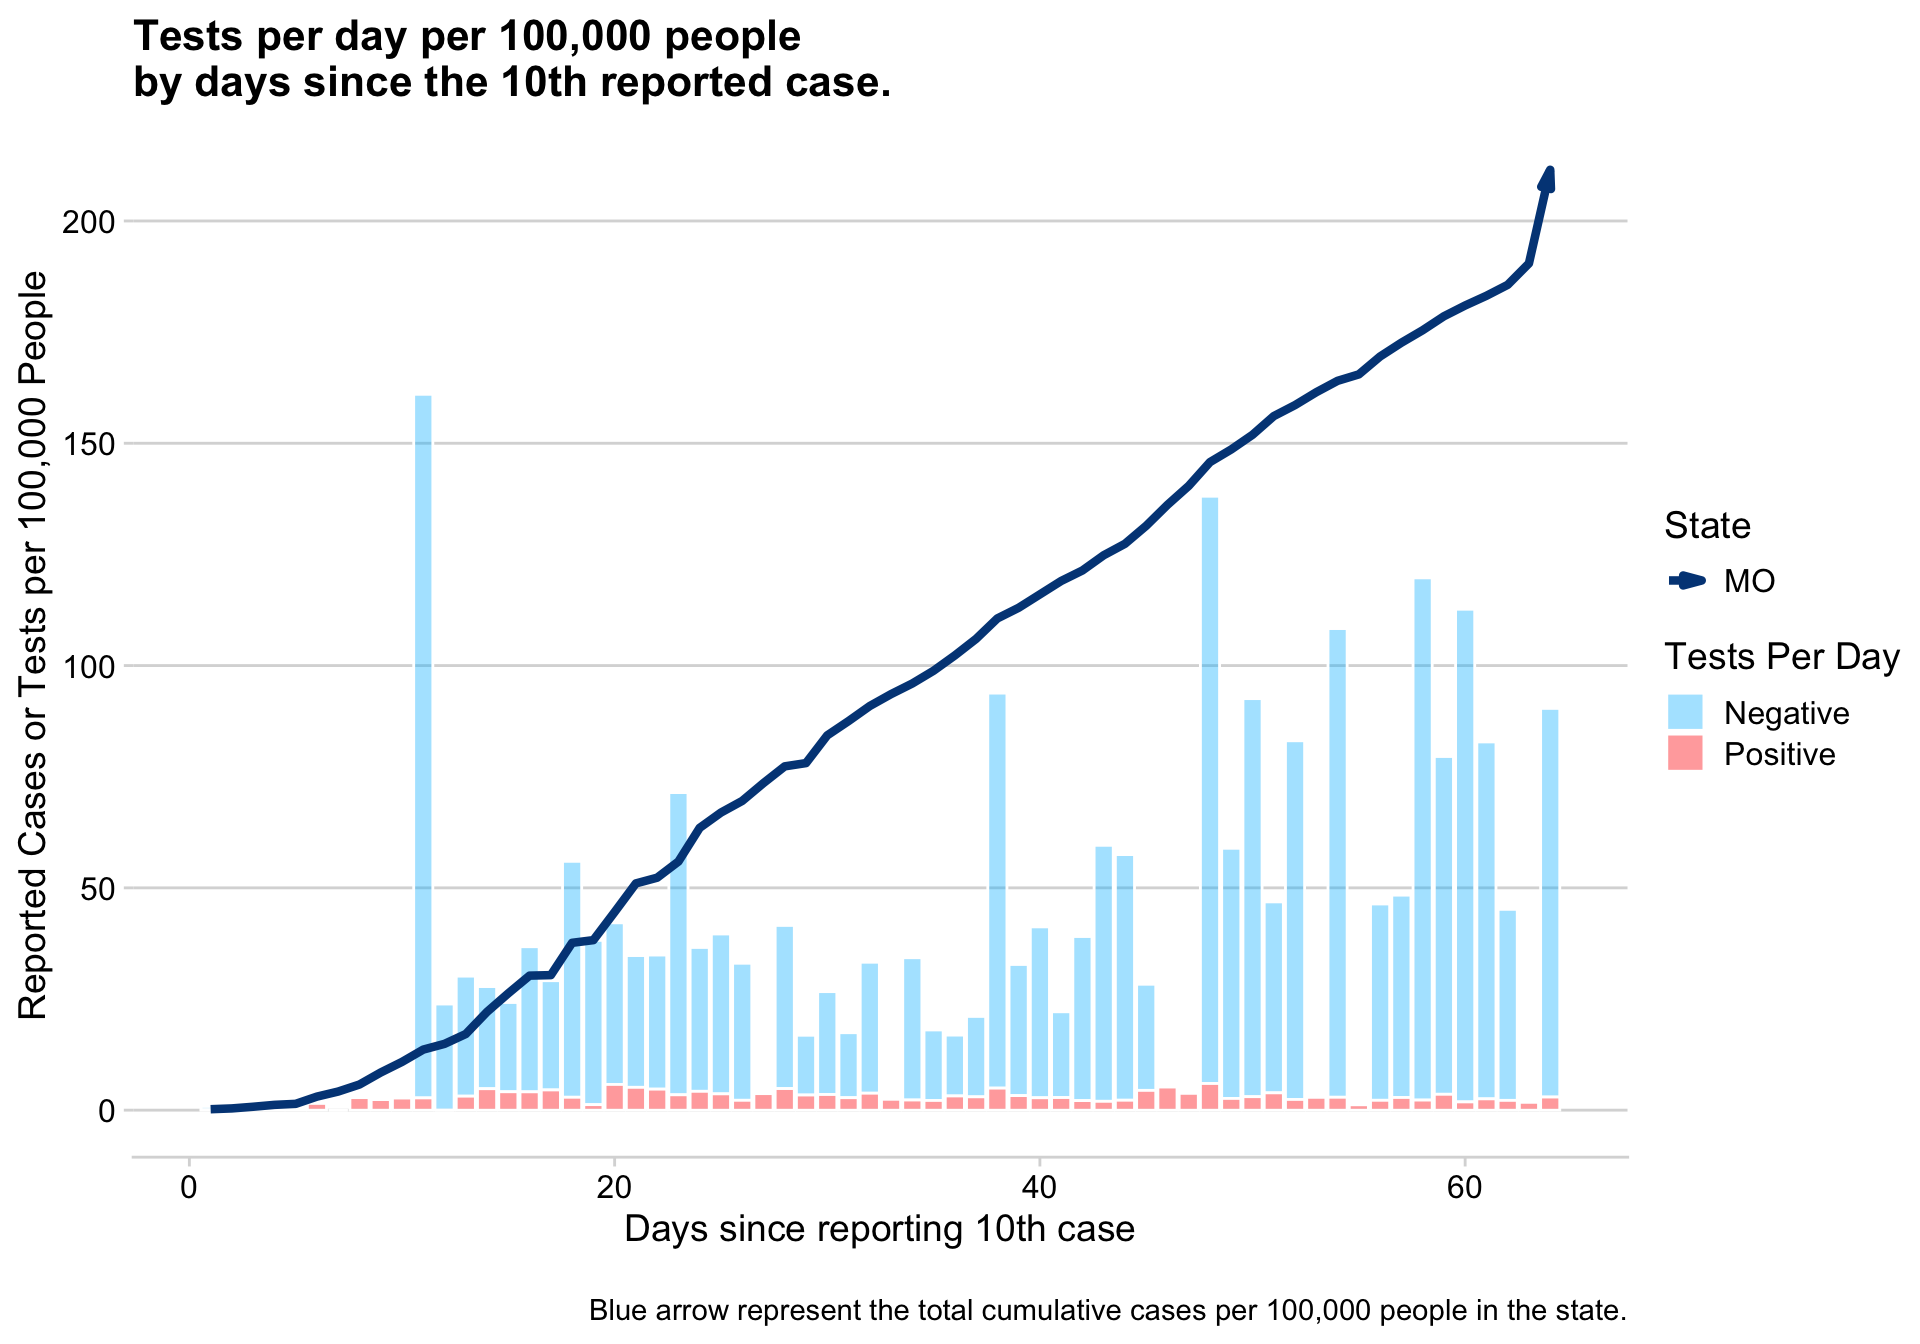 Tests per day per 100,000 people
by days since the 10th reported case.
Reported Cases or Tests per 100,000 People
200
150
100
50
0
0
20
40
60
Days since reporting 10th case
State
MO
Tests Per Day
Negative
Positive
Blue arrow represent the total cumulative cases per 100,000 people in the state.